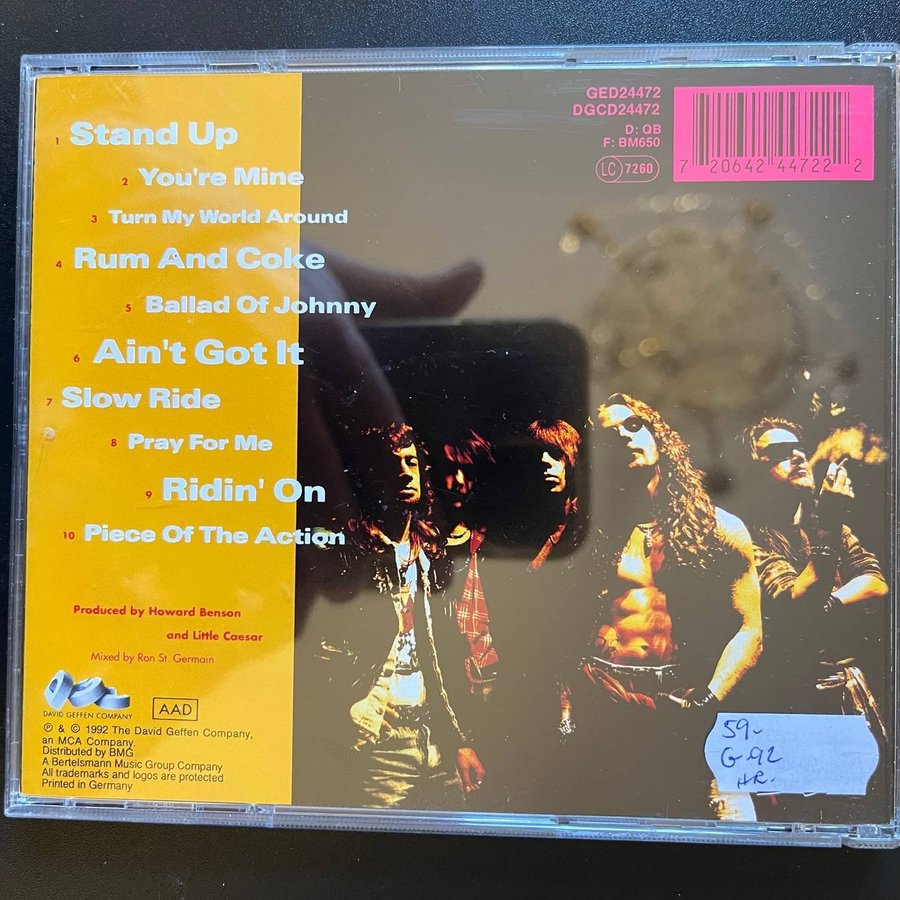 1 Stand Up
2 You're Mine
3 Turn My World Around
4 Rum And Coke
5 Ballad Of Johnny
6 Ain't Got It
7 Slow Ride
8 Pray For Me
9 Ridin' On
10 Piece Of The Action
Produced by Howard Benson
and Little Caesar
Mixed by Ron St. Germain
DAVID GEFFEN COMPANY
AAD
℗ & © 1992 The David Geffen Company,
an MCA Company.
Distributed by BMG
A Bertelsmann Music Group Company
All trademarks and logos are protected
Printed in Germany
GED24472
DGCD24472
D: QB
F: BM650
LC 7260
7 20642 44722 2
59.-
G-92
HR.